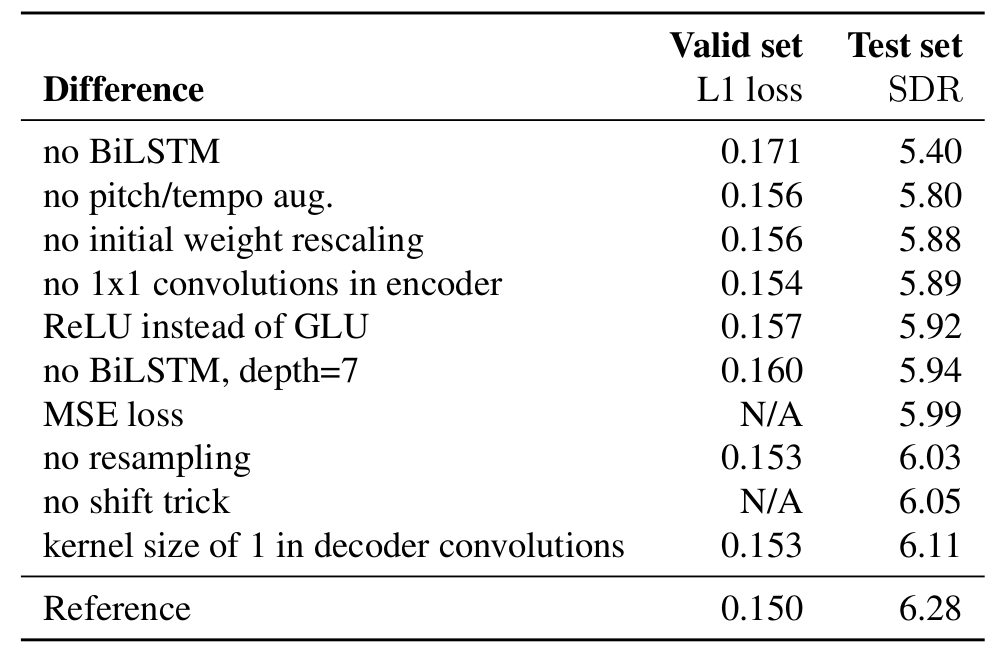 Valid set Test set
Difference L1 loss SDR
no BiLSTM 0.171 5.40
no pitch/tempo aug. 0.156 5.80
no initial weight rescaling 0.156 5.88
no 1x1 convolutions in encoder 0.154 5.89
ReLU instead of GLU 0.157 5.92
no BiLSTM, depth=7 0.160 5.94
MSE loss N/A 5.99
no resampling 0.153 6.03
no shift trick N/A 6.05
kernel size of 1 in decoder convolutions 0.153 6.11
Reference 0.150 6.28